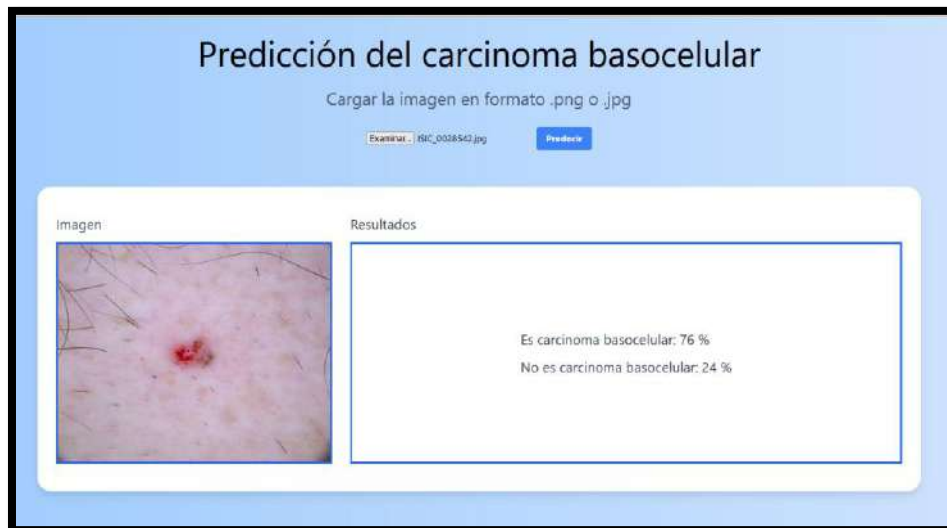 Predicción del carcinoma basocelular
Cargar la imagen en formato .png o .jpg
Examinar... ISIC_0028542.jpg Predecir
Imagen Resultados
Es carcinoma basocelular: 76 %
No es carcinoma basocelular: 24 %